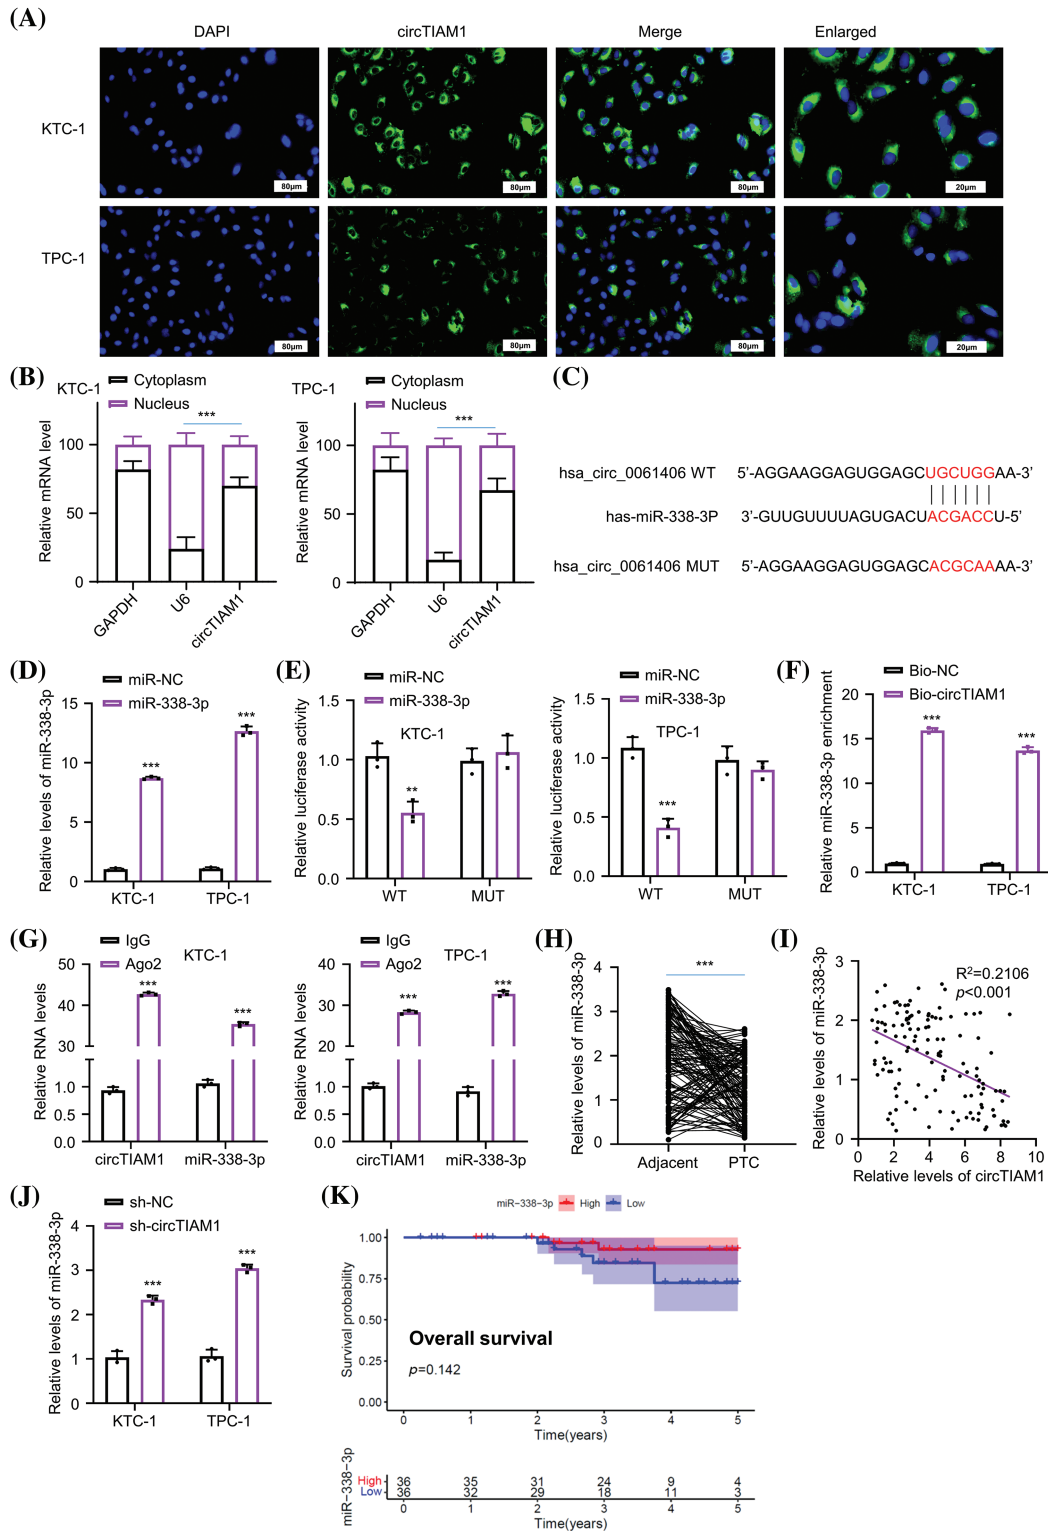 (A)
DAPI circTIAM1 Merge Enlarged
KTC-1
80µm 80µm 80µm 20µm
TPC-1
80µm 80µm 80µm 20µm
(B)
KTC-1
Cytoplasm
Nucleus
***
Relative mRNA level
100
50
0
GAPDH
U6
circTIAM1
TPC-1
Cytoplasm
Nucleus
***
Relative mRNA level
100
50
0
GAPDH
U6
circTIAM1
(C)
hsa_circ_0061406 WT 5'-AGGAAGGAGUGGAGCUGCUGGAA-3'
has-miR-338-3P 3'-GUUGUUUUAGUGACUACGACCU-5'
hsa_circ_0061406 MUT 5'-AGGAAGGAGUGGAGCACGCAAAA-3'
(D)
miR-NC
miR-338-3p
Relative levels of miR-338-3p
15
10
5
0
***
***
KTC-1 TPC-1
(E)
miR-NC
miR-338-3p
KTC-1
Relative luciferase activity
1.5
1.0
0.5
0.0
**
WT MUT
miR-NC
miR-338-3p
TPC-1
Relative luciferase activity
1.5
1.0
0.5
0.0
***
WT MUT
(F)
Bio-NC
Bio-circTIAM1
Relative miR-338-3p enrichment
20
15
10
5
0
***
***
KTC-1 TPC-1
(G)
IgG
Ago2
KTC-1
Relative RNA levels
50
40
30
1.0
0.5
0.0
***
***
circTIAM1 miR-338-3p
IgG
Ago2
TPC-1
Relative RNA levels
40
30
20
1.0
0.5
0.0
***
***
circTIAM1 miR-338-3p
(H)
Relative levels of miR-338-3p
4
3
2
1
0
***
Adjacent PTC
(I)
Relative levels of miR-338-3p
3
2
1
0
R²=0.2106
p<0.001
0 2 4 6 8 10
Relative levels of circTIAM1
(J)
sh-NC
sh-circTIAM1
Relative levels of miR-338-3p
4
3
2
1
0
***
***
KTC-1 TPC-1
(K)
miR−338−3p High Low
Survival probability
1.00
0.75
0.50
0.25
0.00
Overall survival
p=0.142
0 1 2 3 4 5
Time(years)
miR−338−3p
High 36 35 31 24 9 4
Low 36 32 29 18 11 3
0 1 2 3 4 5
Time(years)